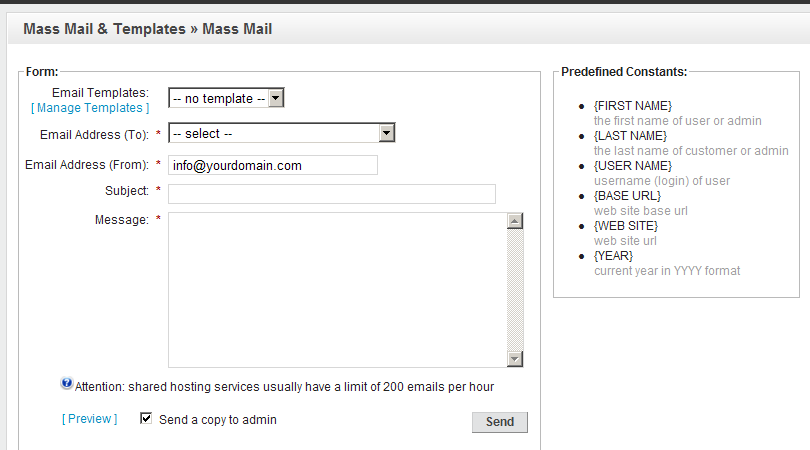 Mass Mail & Templates » Mass Mail
Form:
Email Templates:
-- no template --
[ Manage Templates ]
Email Address (To): *
-- select --
Email Address (From): *
info@yourdomain.com
Subject: *
Message: *
Attention: shared hosting services usually have a limit of 200 emails per hour
[ Preview ]
Send a copy to admin
Send
Predefined Constants:
{FIRST NAME}
the first name of user or admin
{LAST NAME}
the last name of customer or admin
{USER NAME}
username (login) of user
{BASE URL}
web site base url
{WEB SITE}
web site url
{YEAR}
current year in YYYY format